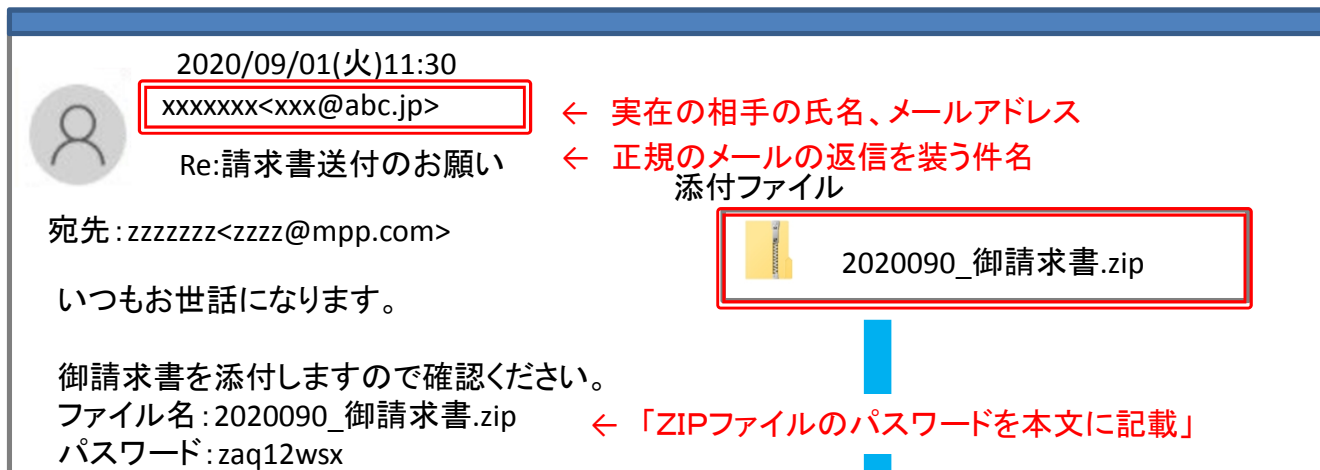 2020/09/01(火)11:30
xxxxxxx<xxx@abc.jp>
← 実在の相手の氏名、メールアドレス
Re:請求書送付のお願い
← 正規のメールの返信を装う件名
添付ファイル
宛先:zzzzzzz<zzzz@mpp.com>
2020090_御請求書.zip
いつもお世話になります。
御請求書を添付しますので確認ください。
ファイル名:2020090_御請求書.zip
← 「ZIPファイルのパスワードを本文に記載」
パスワード:zaq12wsx